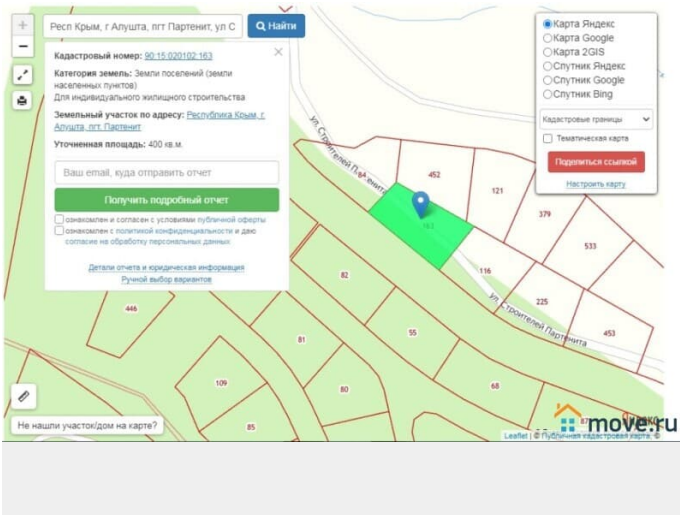 Респ Крым, г Алушта, пгт Партенит, ул С
Найти
Кадастровый номер: 90:15:020102:163
Категория земель: Земли поселений (земли
населенных пунктов)
Для индивидуального жилищного строительства
Земельный участок по адресу: Республика Крым, г.
Алушта, пгт. Партенит
Уточненная площадь: 400 кв.м.
Ваш email, куда отправить отчет
Получить подробный отчет
ознакомлен и согласен с условиями публичной оферты
ознакомлен с политикой конфиденциальности и даю
согласие на обработку персональных данных
Детали отчета и юридическая информация
Ручной выбор вариантов
Карта Яндекс
Карта Google
Карта 2GIS
Спутник Яндекс
Спутник Google
Спутник Bing
Кадастровые границы
Тематическая карта
Поделиться ссылкой
Настроить карту
ул. Строителей Партенита
452
121
379
533
163
116
225
453
ул. Строителей Партенита
82
446
55
81
109
80
68
85
87
Не нашли участок/дом на карте?
move.ru
Leaflet | © Публичная кадастровая карта, ©